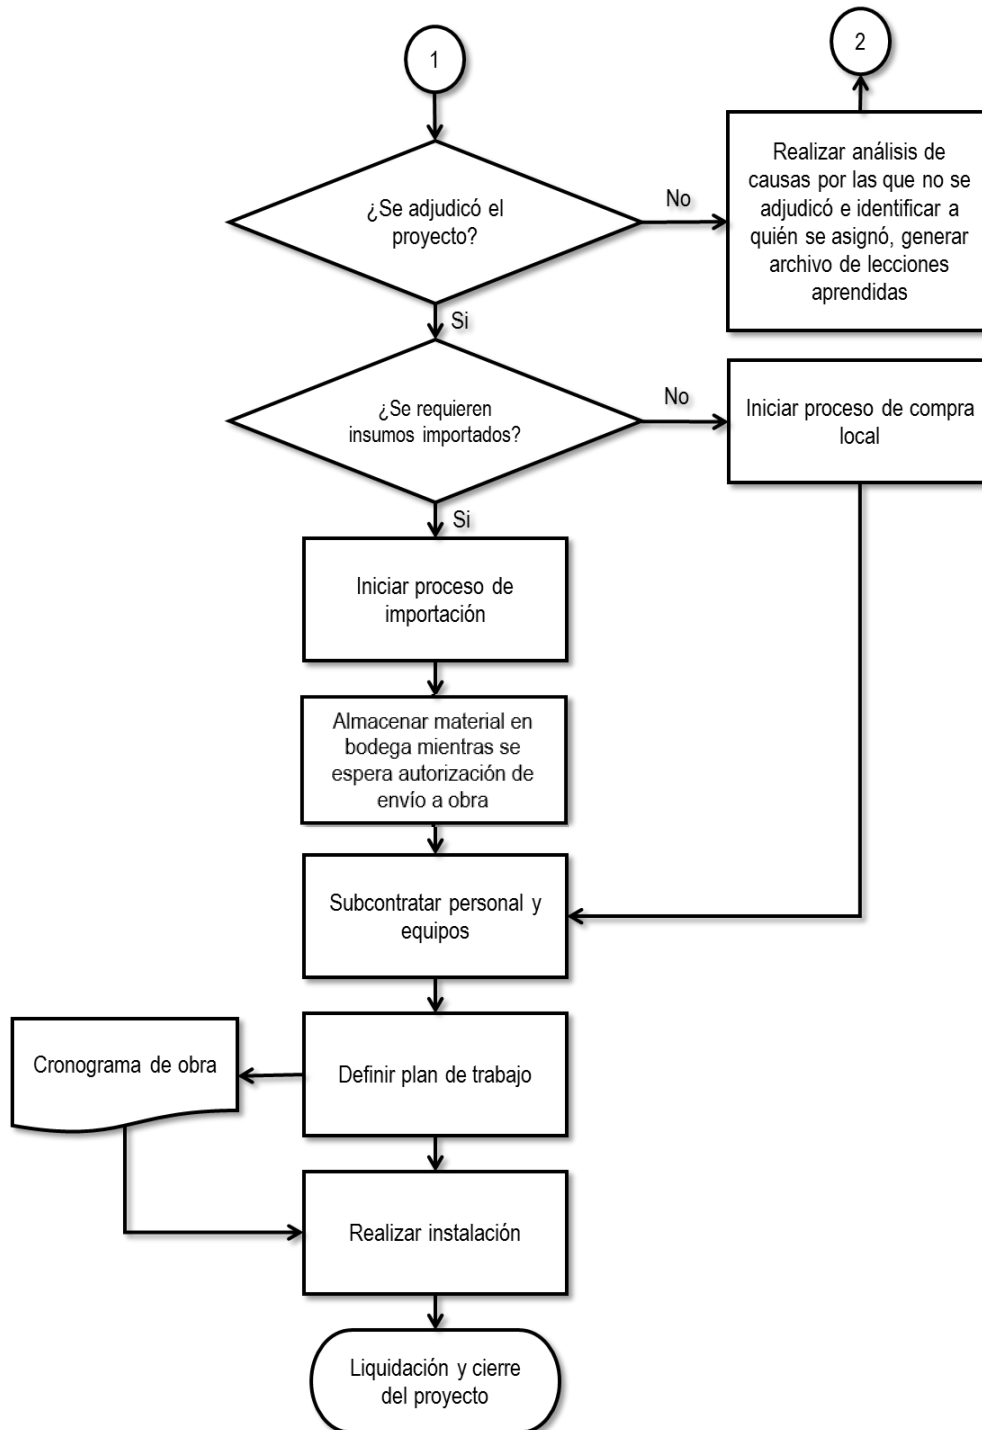 1
2
¿Se adjudicó el
proyecto?
No
Realizar análisis de
causas por las que no se
adjudicó e identificar a
quién se asignó, generar
archivo de lecciones
aprendidas
Si
¿Se requieren
insumos importados?
No
Iniciar proceso de compra
local
Si
Iniciar proceso de
importación
Almacenar material en
bodega mientras se
espera autorización de
envío a obra
Subcontratar personal y
equipos
Cronograma de obra
Definir plan de trabajo
Realizar instalación
Liquidación y cierre
del proyecto